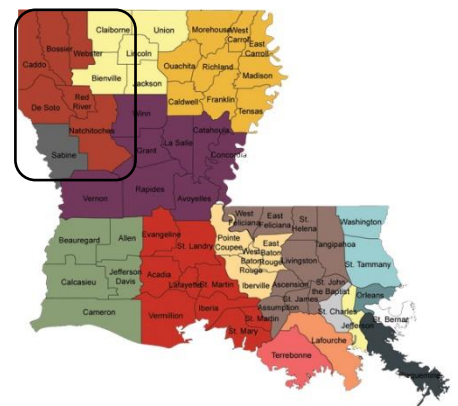 Claiborne
Union
Morehouse
West
Carroll
East
Carroll
Bossier
Webster
Lincoln
Caddo
Ouachita
Richland
Madison
Bienville
Jackson
De Soto
Red
River
Caldwell
Franklin
Tensas
Winn
Natchitoches
Catahoula
La Salle
Grant
Concordia
Sabine
Vernon
Rapides
Avoyelles
West
Feliciana
East
Feliciana
St.
Helena
Washington
Beauregard
Allen
Evangeline
St. Landry
Pointe
Coupee
West
Baton
Rouge
East
Baton
Rouge
Tangipahoa
Livingston
St. Tammany
Calcasieu
Jefferson
Davis
Acadia
Lafayette
St. Martin
Iberville
Ascension
St. John
the Baptist
Orleans
St. James
Cameron
Vermillion
Iberia
Assumption
St. Charles
Jefferson
St. Bernar
St. Martin
St. Mary
Lafourche
Terrebonne